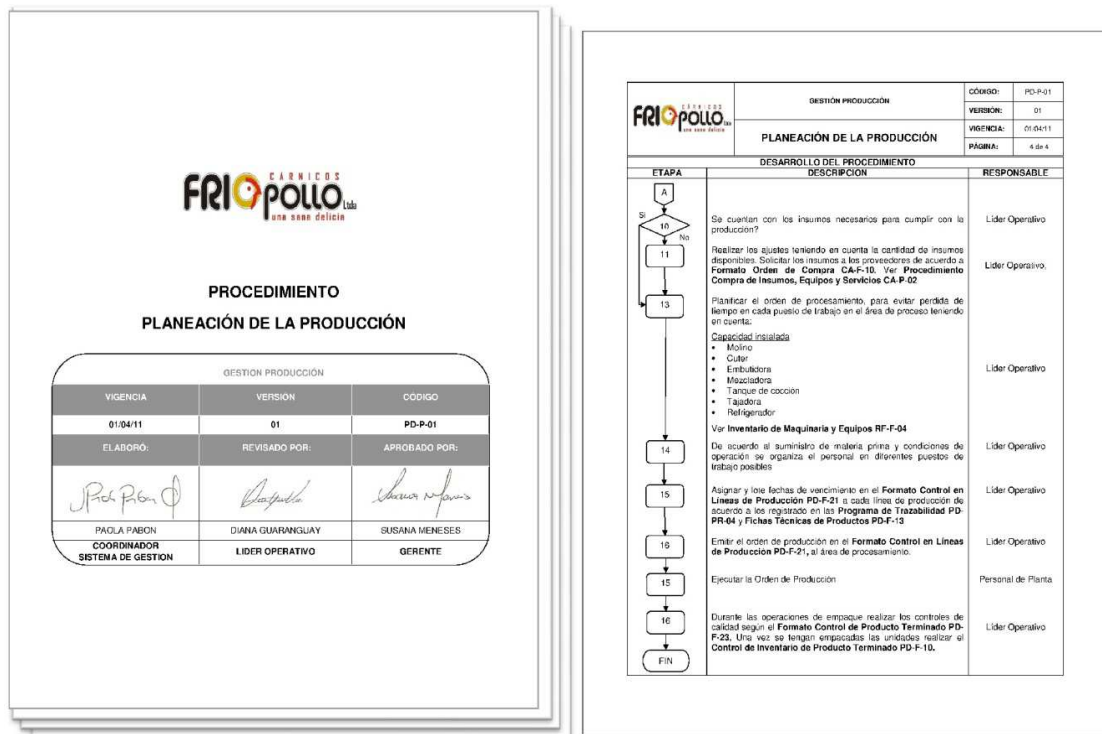 CÁRNICOS
FRIOPOLLO Ltda
una sana delicia
PROCEDIMIENTO
PLANEACIÓN DE LA PRODUCCIÓN
GESTION PRODUCCIÓN
VIGENCIA VERSIÓN CÓDIGO
01/04/11 01 PD-P-01
ELABORÓ: REVISADO POR: APROBADO POR:
PAOLA PABON DIANA GUARANGUAY SUSANA MENESES
COORDINADOR
SISTEMA DE GESTION LIDER OPERATIVO GERENTE
CÁRNICOS
FRIOPOLLO Ltda
una sana delicia
GESTIÓN PRODUCCIÓN
PLANEACIÓN DE LA PRODUCCIÓN
CÓDIGO: PD-P-01
VERSIÓN: 01
VIGENCIA: 01/04/11
PÁGINA: 4 de 4
DESARROLLO DEL PROCEDIMIENTO
ETAPA DESCRIPCION RESPONSABLE
A
Si
10
No
Se cuentan con los insumos necesarios para cumplir con la
producción?
Líder Operativo
11
Realizar los ajustes teniendo en cuenta la cantidad de insumos
disponibles. Solicitar los insumos a los proveedores de acuerdo a
Formato Orden de Compra CA-F-10. Ver Procedimiento
Compra de Insumos, Equipos y Servicios CA-P-02
Líder Operativo,
13
Planificar el orden de procesamiento, para evitar perdida de
tiempo en cada puesto de trabajo en el área de proceso teniendo
en cuenta:
Capacidad instalada
• Molino
• Cuter
• Embutidora
• Mezcladora
• Tanque de cocción
• Tajadora
• Refrigerador
Ver Inventario de Maquinaria y Equipos RF-F-04
Líder Operativo
14
De acuerdo al suministro de materia prima y condiciones de
operación se organiza el personal en diferentes puestos de
trabajo posibles
Líder Operativo
15
Asignar y lote fechas de vencimiento en el Formato Control en
Líneas de Producción PD-F-21 a cada línea de producción de
acuerdo a los registrado en las Programa de Trazabilidad PD-
PR-04 y Fichas Técnicas de Productos PD-F-13
Líder Operativo
16
Emitir el orden de producción en el Formato Control en Líneas
de Producción PD-F-21, al área de procesamiento.
Líder Operativo
15
Ejecutar la Orden de Producción
Personal de Planta
16
Durante las operaciones de empaque realizar los controles de
calidad según el Formato Control de Producto Terminado PD-
F-23, Una vez se tengan empacadas las unidades realizar el
Control de Inventario de Producto Terminado PD-F-10.
Líder Operativo
FIN